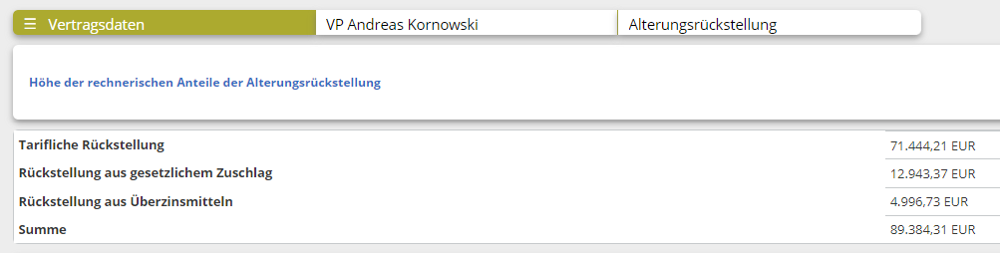 ☰ Vertragsdaten VP Andreas Kornowski Alterungsrückstellung
Höhe der rechnerischen Anteile der Alterungsrückstellung
Tarifliche Rückstellung 71.444,21 EUR
Rückstellung aus gesetzlichem Zuschlag 12.943,37 EUR
Rückstellung aus Überzinsmitteln 4.996,73 EUR
Summe 89.384,31 EUR